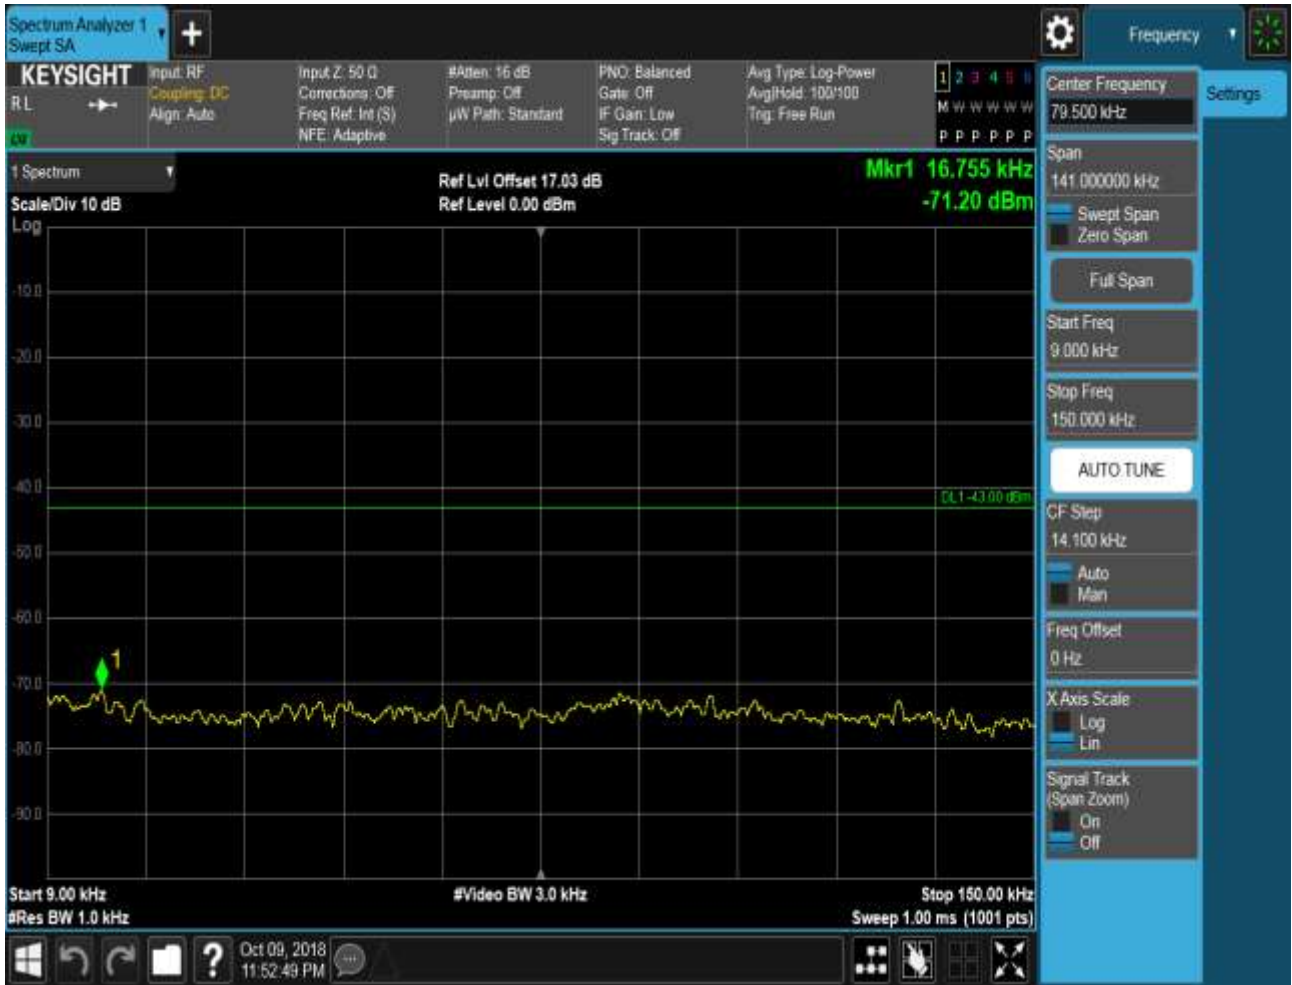 Spectrum Analyzer 1
Swept SA
Frequency
KEYSIGHT
RL
Input: RF
Coupling: DC
Align: Auto
Input Z: 50 Ω
Corrections: Off
Freq Ref: Int (S)
NFE: Adaptive
#Atten: 16 dB
Preamp: Off
µW Path: Standard
PNO: Balanced
Gate: Off
IF Gain: Low
Sig Track: Off
Avg Type: Log-Power
Avg|Hold: 100/100
Trig: Free Run
1 2 3 4 5 6
M W W W W W
P P P P P P
1 Spectrum
Scale/Div 10 dB
Log
Ref Lvl Offset 17.03 dB
Ref Level 0.00 dBm
Mkr1 16.755 kHz
-71.20 dBm
-10.0
-20.0
-30.0
-40.0
DL1 -43.00 dBm
-50.0
-60.0
1
-70.0
-80.0
-90.0
Start 9.00 kHz
#Res BW 1.0 kHz
#Video BW 3.0 kHz
Stop 150.00 kHz
Sweep 1.00 ms (1001 pts)
Center Frequency
79.500 kHz
Settings
Span
141.000000 kHz
Swept Span
Zero Span
Full Span
Start Freq
9.000 kHz
Stop Freq
150.000 kHz
AUTO TUNE
CF Step
14.100 kHz
Auto
Man
Freq Offset
0 Hz
X Axis Scale
Log
Lin
Signal Track
(Span Zoom)
On
Off
?
Oct 09, 2018
11:52:49 PM